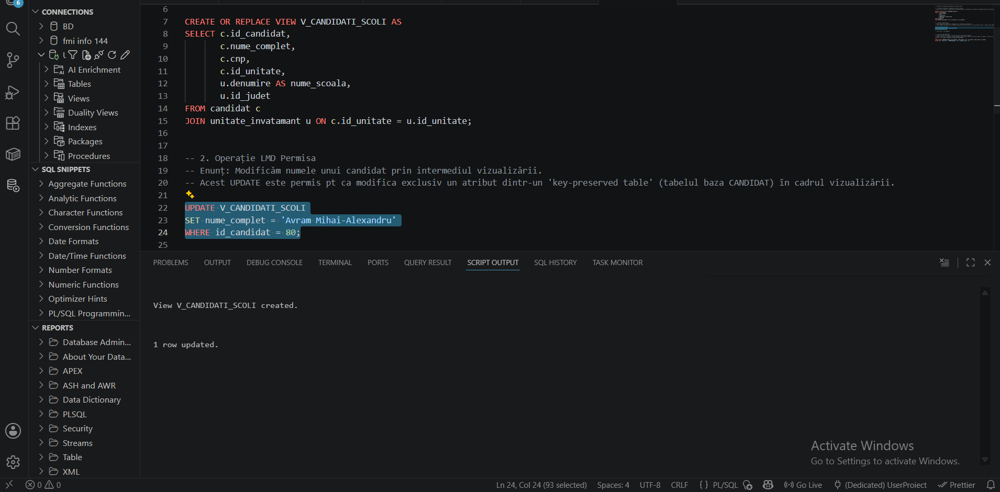 6
CONNECTIONS
BD
fmi info 144
AI Enrichment
Tables
Views
Duality Views
Indexes
Packages
Procedures
SQL SNIPPETS
Aggregate Functions
Analytic Functions
Character Functions
Conversion Functions
Date Formats
Date/Time Functions
Number Formats
Numeric Functions
Optimizer Hints
PL/SQL Programmin...
REPORTS
Database Admin...
About Your Data...
APEX
ASH and AWR
Data Dictionary
PLSQL
Security
Streams
Table
XML
6
7 CREATE OR REPLACE VIEW V_CANDIDATI_SCOLI AS
8 SELECT c.id_candidat,
9 c.nume_complet,
10 c.cnp,
11 c.id_unitate,
12 u.denumire AS nume_scoala,
13 u.id_judet
14 FROM candidat c
15 JOIN unitate_invatamant u ON c.id_unitate = u.id_unitate;
16
17
18 -- 2. Operație LMD Permisa
19 -- Enunț: Modificăm numele unui candidat prin intermediul vizualizării.
20 -- Acest UPDATE este permis pt ca modifica exclusiv un atribut dintr-un 'key-preserved table' (tabelul baza CANDIDAT) în cadrul vizualizării.
21
22 UPDATE V_CANDIDATI_SCOLI
23 SET nume_complet = 'Avram Mihai-Alexandru'
24 WHERE id_candidat = 80;
25
PROBLEMS OUTPUT DEBUG CONSOLE TERMINAL PORTS QUERY RESULT SCRIPT OUTPUT SQL HISTORY TASK MONITOR
View V_CANDIDATI_SCOLI created.
1 row updated.
Activate Windows
Go to Settings to activate Windows.
0 0 Ln 24, Col 24 (93 selected) Spaces: 4 UTF-8 CRLF { } PL/SQL Go Live (Dedicated) UserProiect Prettier